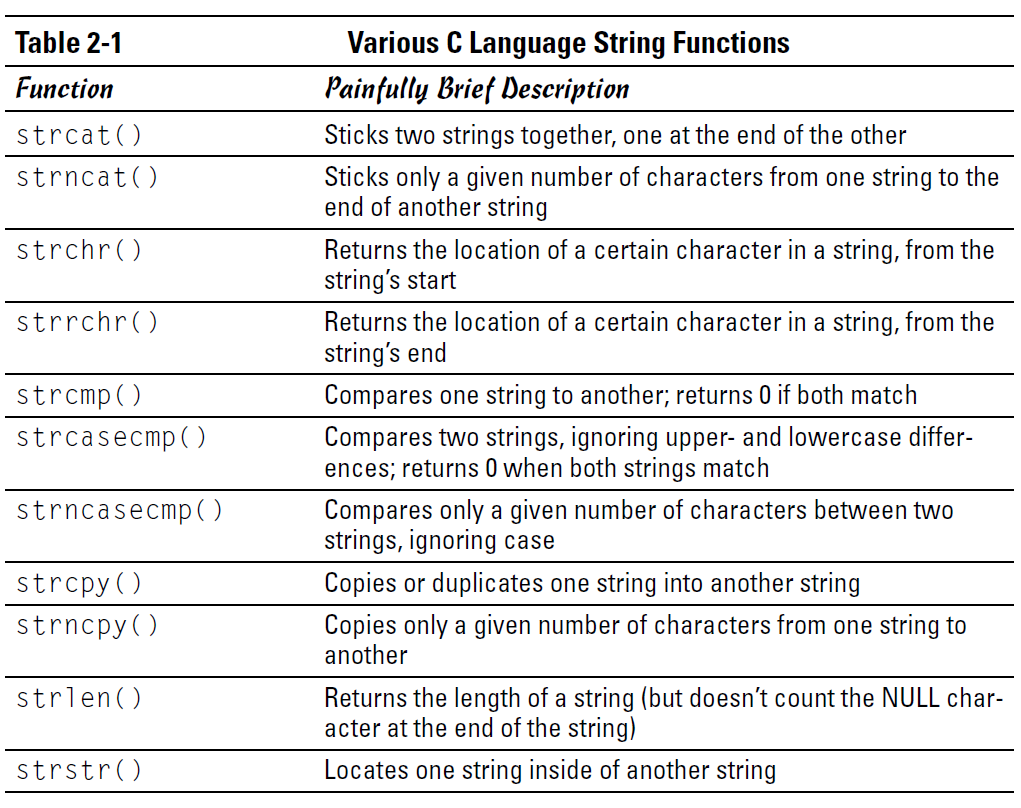 Table 2-1 Various C Language String Functions
Function Painfully Brief Description
strcat() Sticks two strings together, one at the end of the other
strncat() Sticks only a given number of characters from one string to the
end of another string
strchr() Returns the location of a certain character in a string, from the
string’s start
strrchr() Returns the location of a certain character in a string, from the
string’s end
strcmp() Compares one string to another; returns 0 if both match
strcasecmp() Compares two strings, ignoring upper- and lowercase differ-
ences; returns 0 when both strings match
strncasecmp() Compares only a given number of characters between two
strings, ignoring case
strcpy() Copies or duplicates one string into another string
strncpy() Copies only a given number of characters from one string to
another
strlen() Returns the length of a string (but doesn’t count the NULL char-
acter at the end of the string)
strstr() Locates one string inside of another string